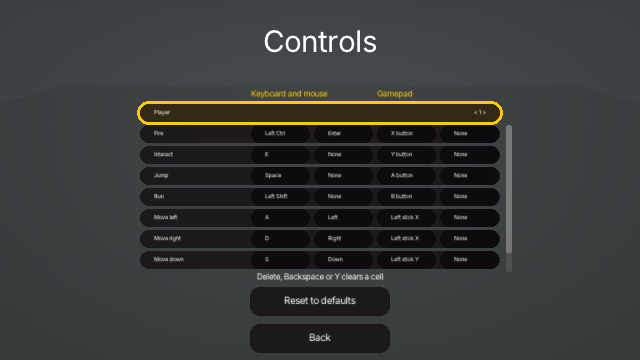 Controls
Keyboard and mouse Gamepad
Player < 1 >
Fire Left Ctrl Enter X button None
Interact E None Y button None
Jump Space None A button None
Run Left Shift None B button None
Move left A Left Left stick X None
Move right D Right Left stick X None
Move down S Down Left stick Y None
Delete, Backspace or Y clears a cell
Reset to defaults
Back